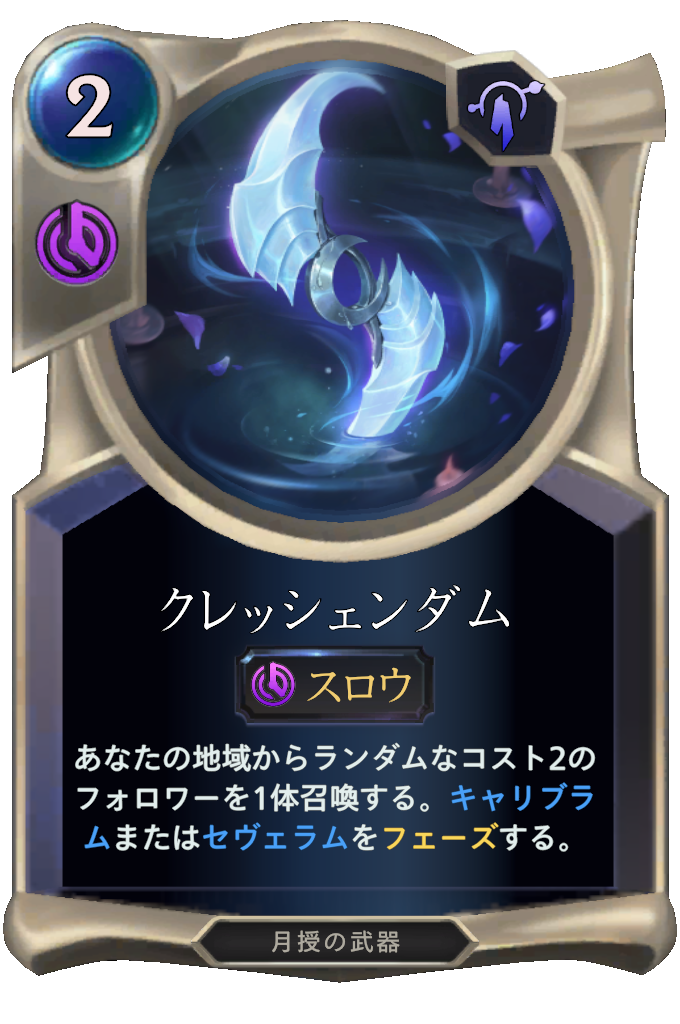 2
クレッシェンダム
スロウ
あなたの地域からランダムなコスト2の
フォロワーを1体召喚する。キャリブラ
ムまたはセヴェラムをフェーズする。
月授の武器